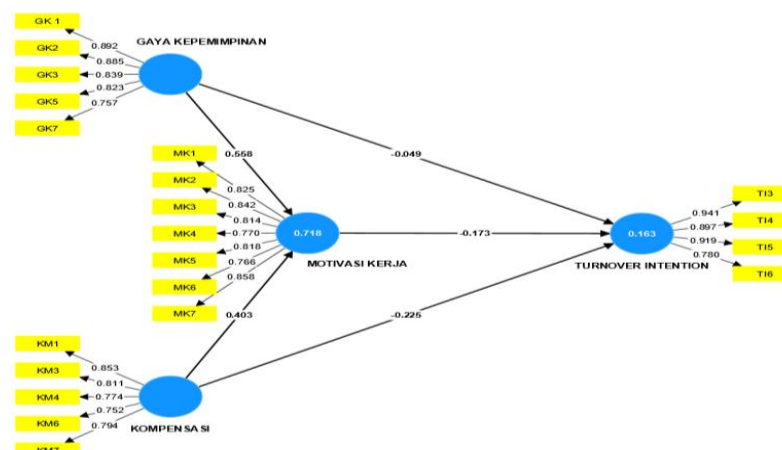 GK 1
GK2
GK3
GK5
GK7
0.892
0.885
0.839
0.823
0.757
GAYA KEPEMIMPINAN
0.558
-0.049
MK1
MK2
MK3
MK4
MK5
MK6
MK7
0.825
0.842
0.814
0.770
0.818
0.766
0.858
0.718
MOTIVASI KERJA
-0.173
0.163
TURNOVER INTENTION
0.941
0.897
0.919
0.780
TI3
TI4
TI5
TI6
0.403
-0.225
KM1
KM3
KM4
KM6
KM7
0.853
0.811
0.774
0.752
0.794
KOMPENSASI